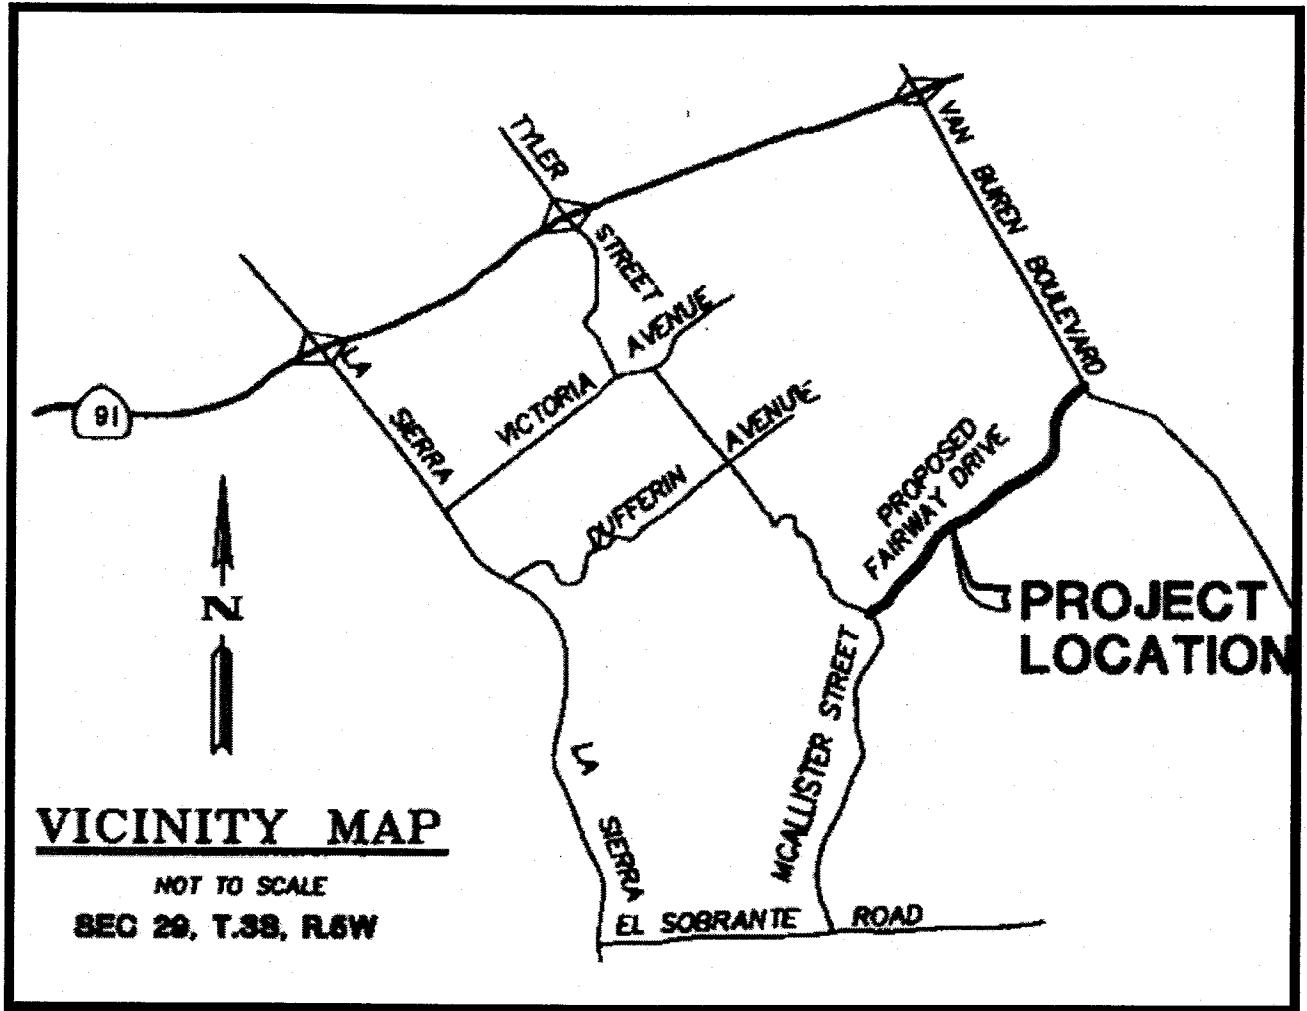 TYLER
STREET
VAN BUREN BOULEVARD
LA
SIERRA
91
VICTORIA AVENUE
DUFFERIN AVENUE
PROPOSED
FAIRWAY DRIVE
PROJECT
LOCATION
N
MCALLISTER STREET
LA
SIERRA
EL SOBRANTE ROAD
VICINITY MAP
NOT TO SCALE
SEC 29, T.3S, R.5W